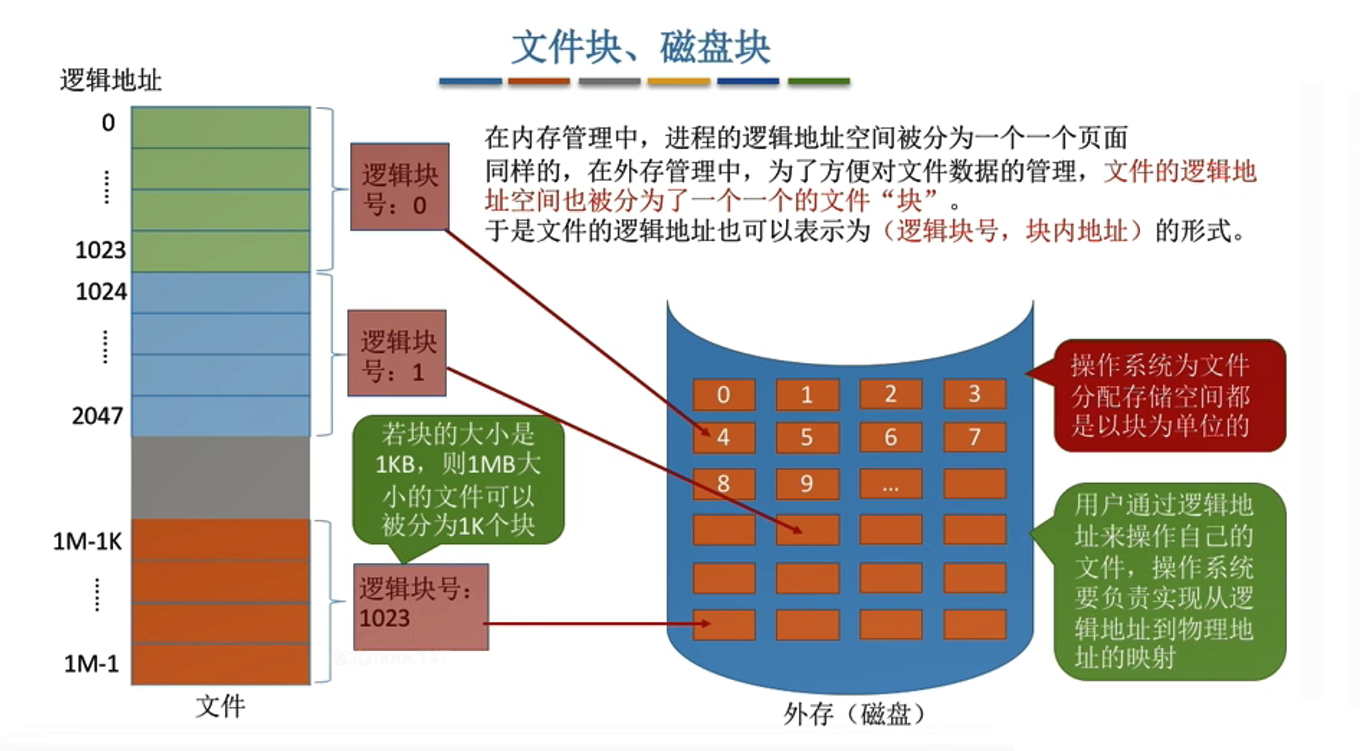 文件块、磁盘块
逻辑地址
0
……
1023
1024
……
2047
1M-1K
……
1M-1
文件
逻辑块
号：0
逻辑块
号：1
若块的大小是
1KB，则1MB大
小的文件可以
被分为1K个块
逻辑块号：
1023
在内存管理中，进程的逻辑地址空间被分为一个一个页面
同样的，在外存管理中，为了方便对文件数据的管理，文件的逻辑地
址空间也被分为了一个一个的文件“块”。
于是文件的逻辑地址也可以表示为（逻辑块号，块内地址）的形式。
0 1 2 3
4 5 6 7
8 9 …
外存（磁盘）
操作系统为文件
分配存储空间都
是以块为单位的
用户通过逻辑地
址来操作自己的
文件，操作系统
要负责实现从逻
辑地址到物理地
址的映射